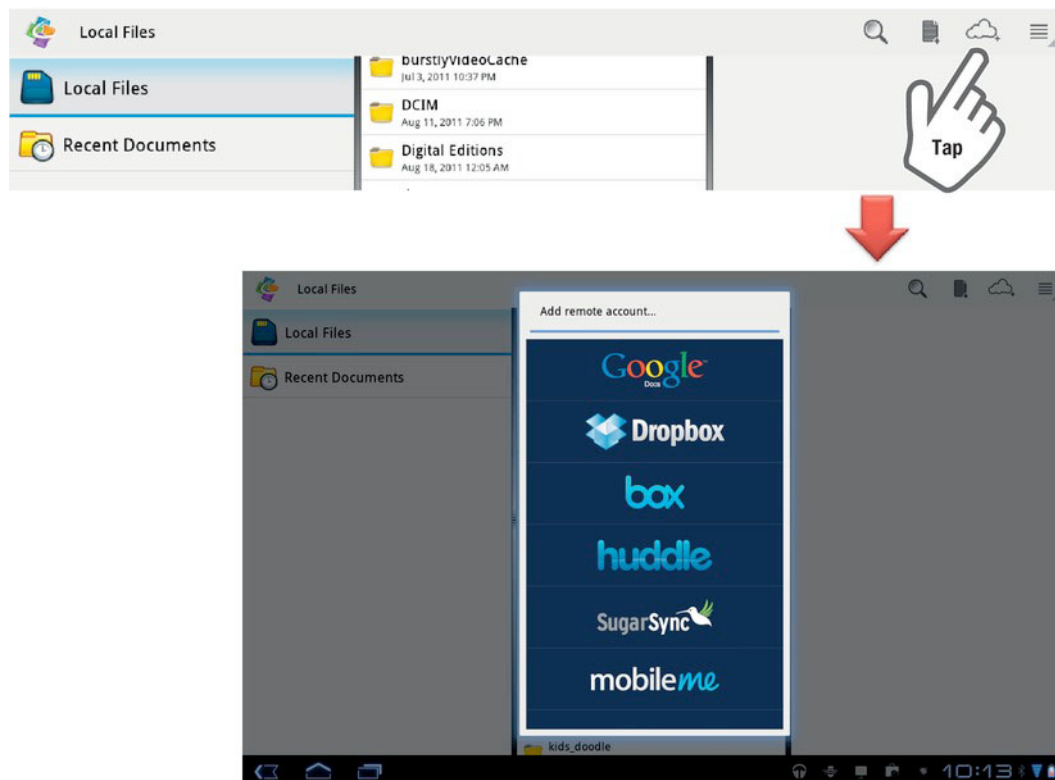 Local Files
Local Files
Recent Documents
burstlyVideoCache
Jul 3, 2011 10:37 PM
DCIM
Aug 11, 2011 7:06 PM
Digital Editions
Aug 18, 2011 12:05 AM
Tap
Local Files
Local Files
Recent Documents
Add remote account...
Google™
Docs
Dropbox
box
huddle
SugarSync
mobileme
kids_doodle
10:13